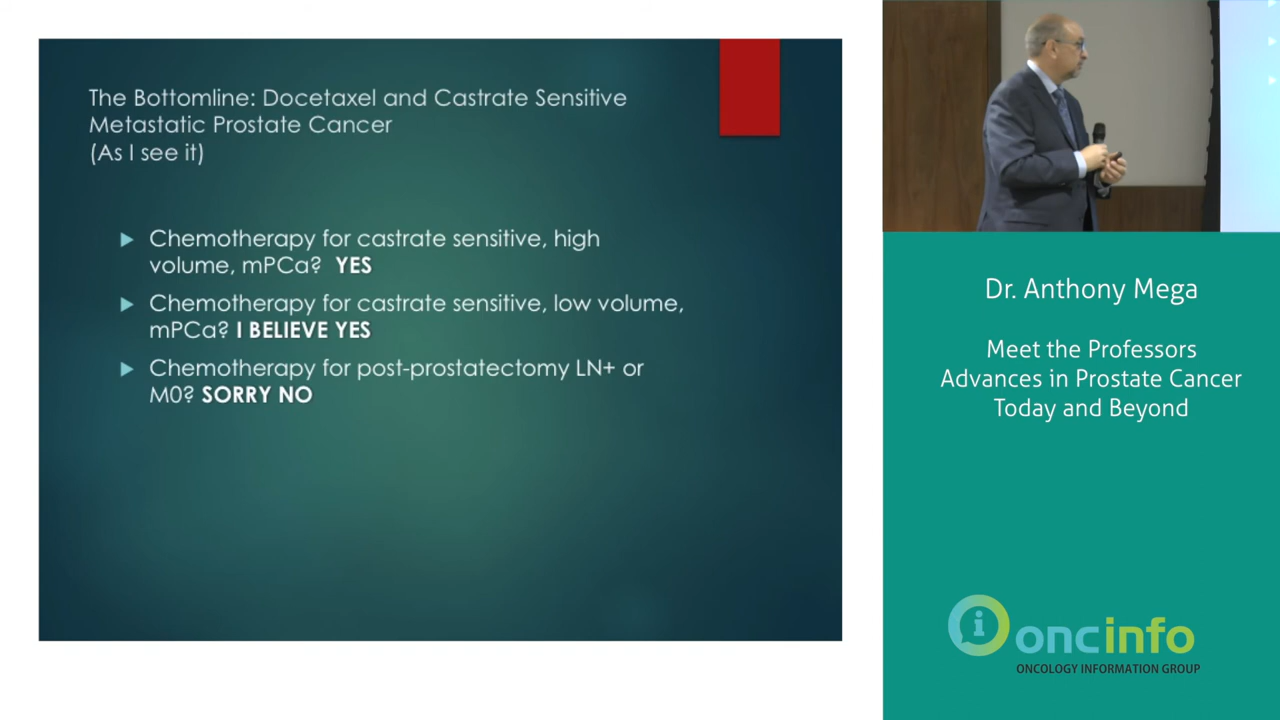 The Bottomline: Docetaxel and Castrate Sensitive
Metastatic Prostate Cancer
(As I see it)
Chemotherapy for castrate sensitive, high
volume, mPCa? YES
Chemotherapy for castrate sensitive, low volume,
mPCa? I BELIEVE YES
Chemotherapy for post-prostatectomy LN+ or
M0? SORRY NO
Dr. Anthony Mega
Meet the Professors
Advances in Prostate Cancer
Today and Beyond
i oncinfo
ONCOLOGY INFORMATION GROUP